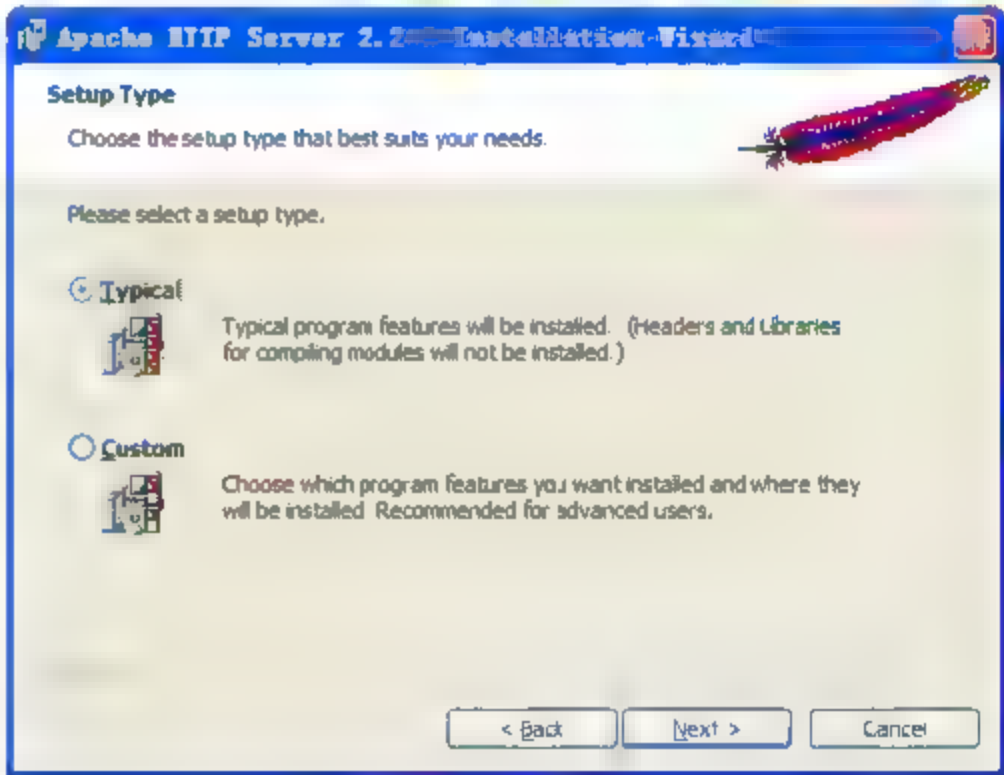 Apache HTTP Server 2.2 Installation Wizard
Setup Type
Choose the setup type that best suits your needs.
Please select a setup type.
Typical
Typical program features will be installed. (Headers and Libraries
for compiling modules will not be installed.)
Custom
Choose which program features you want installed and where they
will be installed. Recommended for advanced users.
< Back
Next >
Cancel